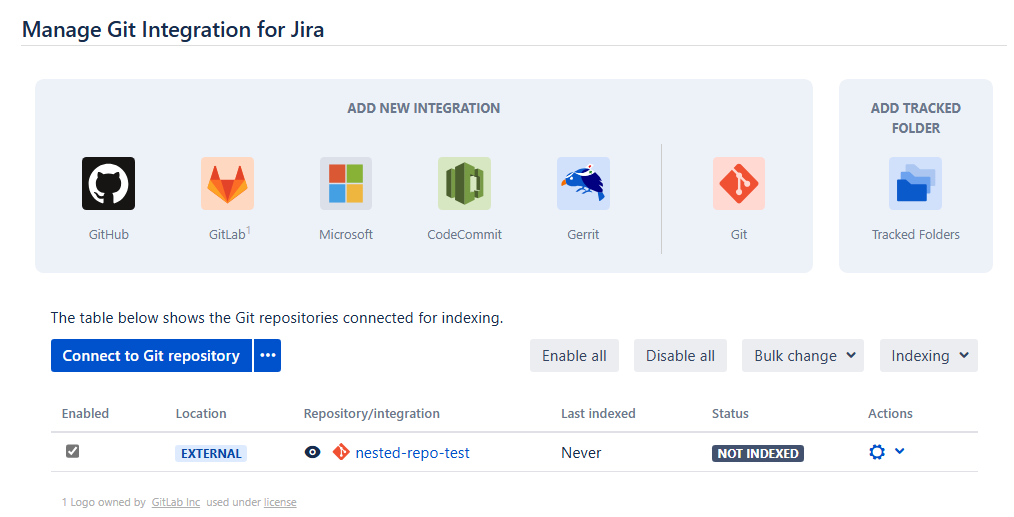 Manage Git Integration for Jira
ADD NEW INTEGRATION
GitHub
GitLab1
Microsoft
CodeCommit
Gerrit
Git
ADD TRACKED
FOLDER
Tracked Folders
The table below shows the Git repositories connected for indexing.
Connect to Git repository ••• Enable all Disable all Bulk change Indexing
Enabled Location Repository/integration Last indexed Status Actions
EXTERNAL nested-repo-test Never NOT INDEXED
1 Logo owned by GitLab Inc used under license